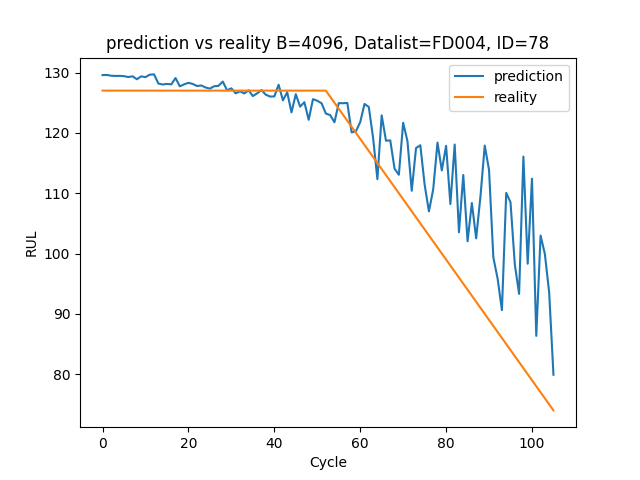 prediction vs reality B=4096, Datalist=FD004, ID=78
prediction
reality
RUL
130
120
110
100
90
80
0 20 40 60 80 100
Cycle